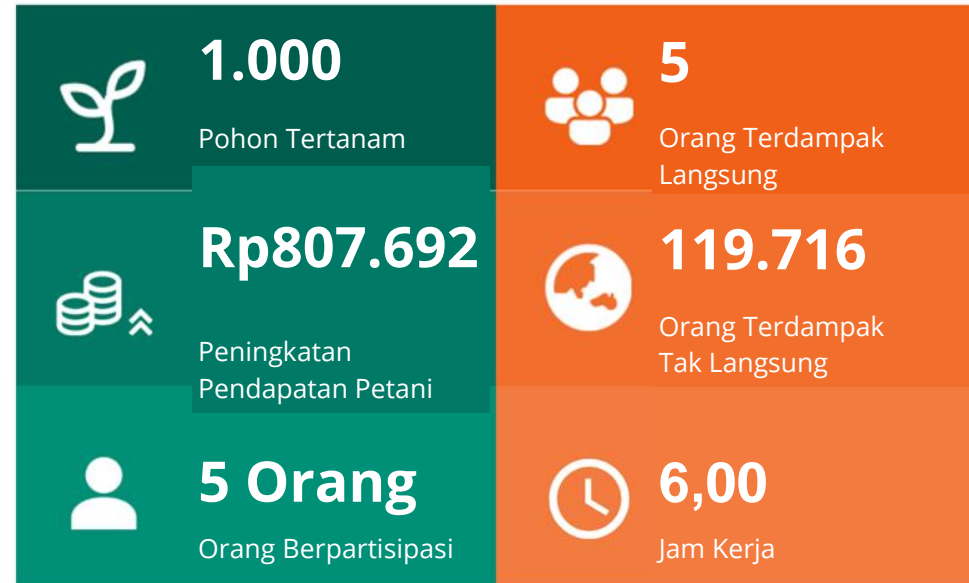 1.000
Pohon Tertanam
5
Orang Terdampak
Langsung
Rp807.692
Peningkatan
Pendapatan Petani
119.716
Orang Terdampak
Tak Langsung
5 Orang
Orang Berpartisipasi
6,00
Jam Kerja